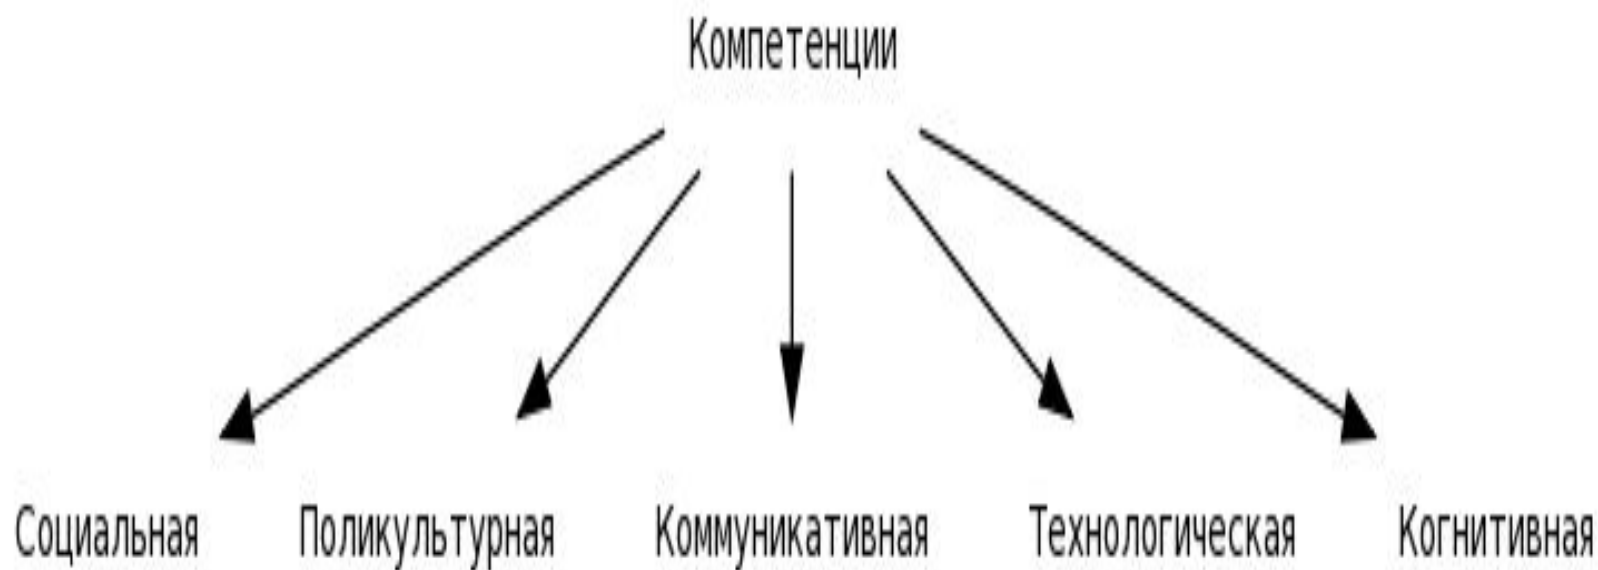 Компетенции
Социальная Поликультурная Коммуникативная Технологическая Когнитивная